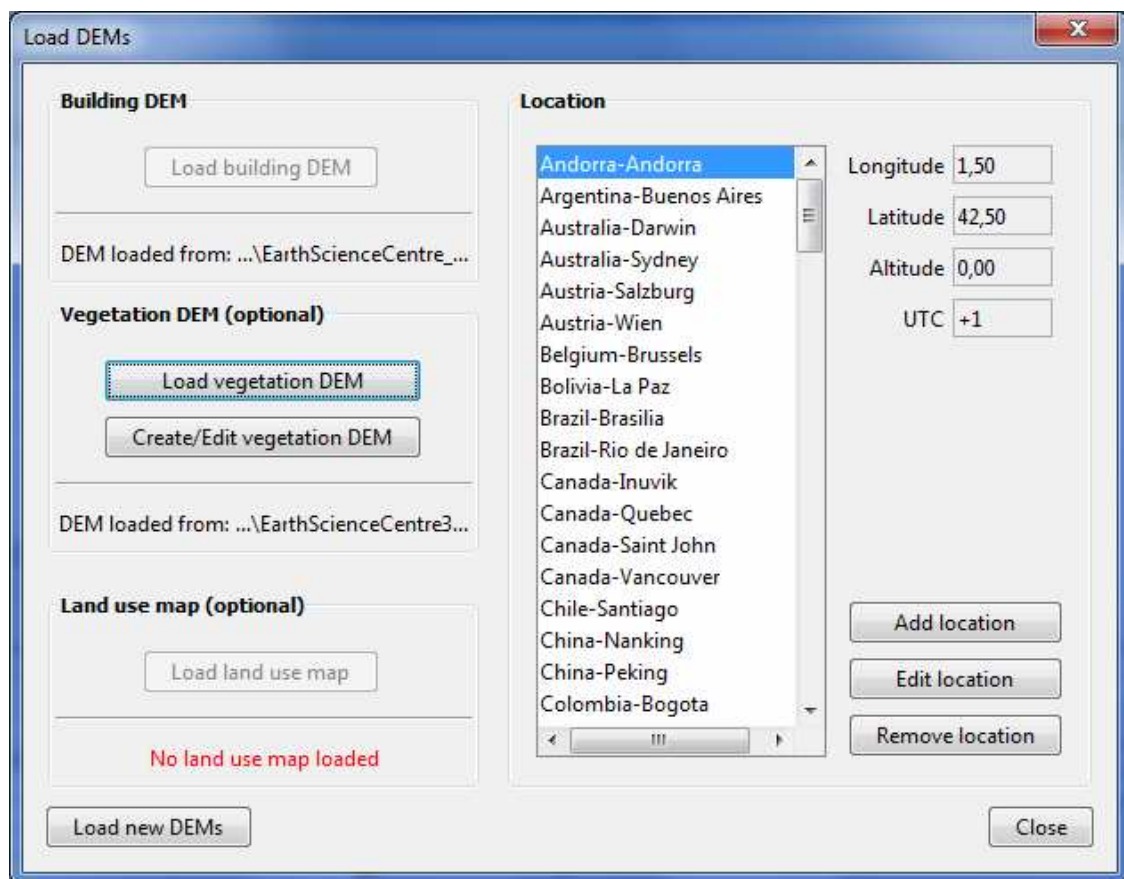 Load DEMs
Building DEM
Load building DEM
DEM loaded from: ...\EarthScienceCentre_...
Vegetation DEM (optional)
Load vegetation DEM
Create/Edit vegetation DEM
DEM loaded from: ...\EarthScienceCentre3...
Land use map (optional)
Load land use map
No land use map loaded
Load new DEMs
Location
Andorra-Andorra
Argentina-Buenos Aires
Australia-Darwin
Australia-Sydney
Austria-Salzburg
Austria-Wien
Belgium-Brussels
Bolivia-La Paz
Brazil-Brasilia
Brazil-Rio de Janeiro
Canada-Inuvik
Canada-Quebec
Canada-Saint John
Canada-Vancouver
Chile-Santiago
China-Nanking
China-Peking
Colombia-Bogota
Longitude 1,50
Latitude 42,50
Altitude 0,00
UTC +1
Add location
Edit location
Remove location
Close